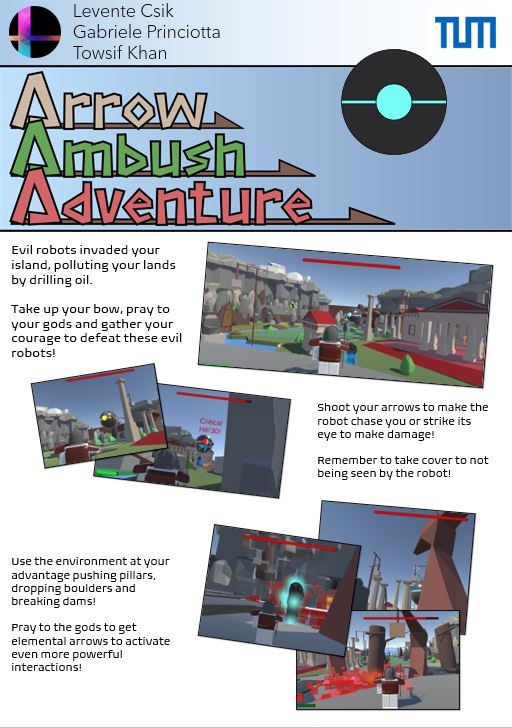 Levente Csik
Gabriele Princiotta
Towsif Khan
TUM
Arrow
Ambush
Adventure
Evil robots invaded your
island, polluting your lands
by drilling oil.
Take up your bow, pray to
your gods and gather your
courage to defeat these evil
robots!
Critical
Hit!30!
Shoot your arrows to make the
robot chase you or strike its
eye to make damage!
Remember to take cover to not
being seen by the robot!
Use the environment at your
advantage pushing pillars,
dropping boulders and
breaking dams!
Pray to the gods to get
elemental arrows to activate
even more powerful
interactions!